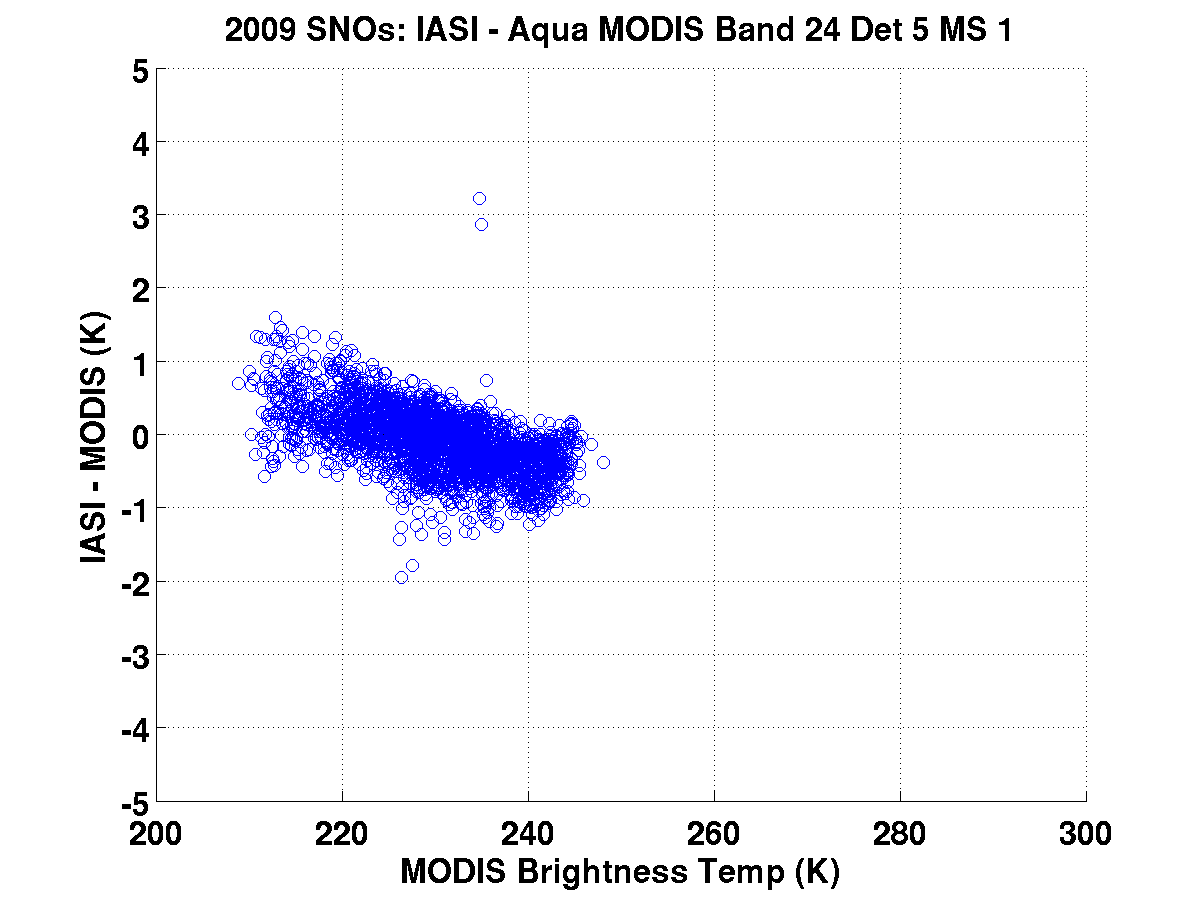 2009 SNOs: IASI - Aqua MODIS Band 24 Det 5 MS 1
5
4
3
2
1
0
-1
-2
-3
-4
-5
IASI - MODIS (K)
200 220 240 260 280 300
MODIS Brightness Temp (K)